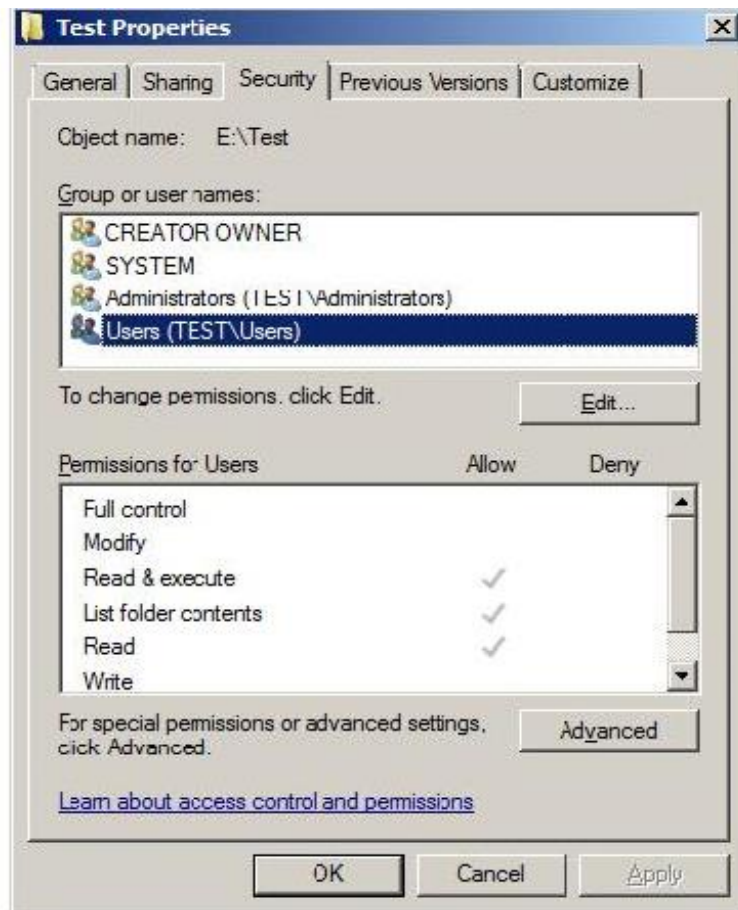 Test Properties
General Sharing Security Previous Versions Customize
Object name: E:\Test
Group or user names:
CREATOR OWNER
SYSTEM
Administrators (TEST\Administrators)
Users (TEST\Users)
To change permissions, click Edit.
Edit...
Permissions for Users Allow Deny
Full control
Modify
Read & execute
List folder contents
Read
Write
For special permissions or advanced settings,
click Advanced.
Advanced
Learn about access control and permissions
OK Cancel Apply